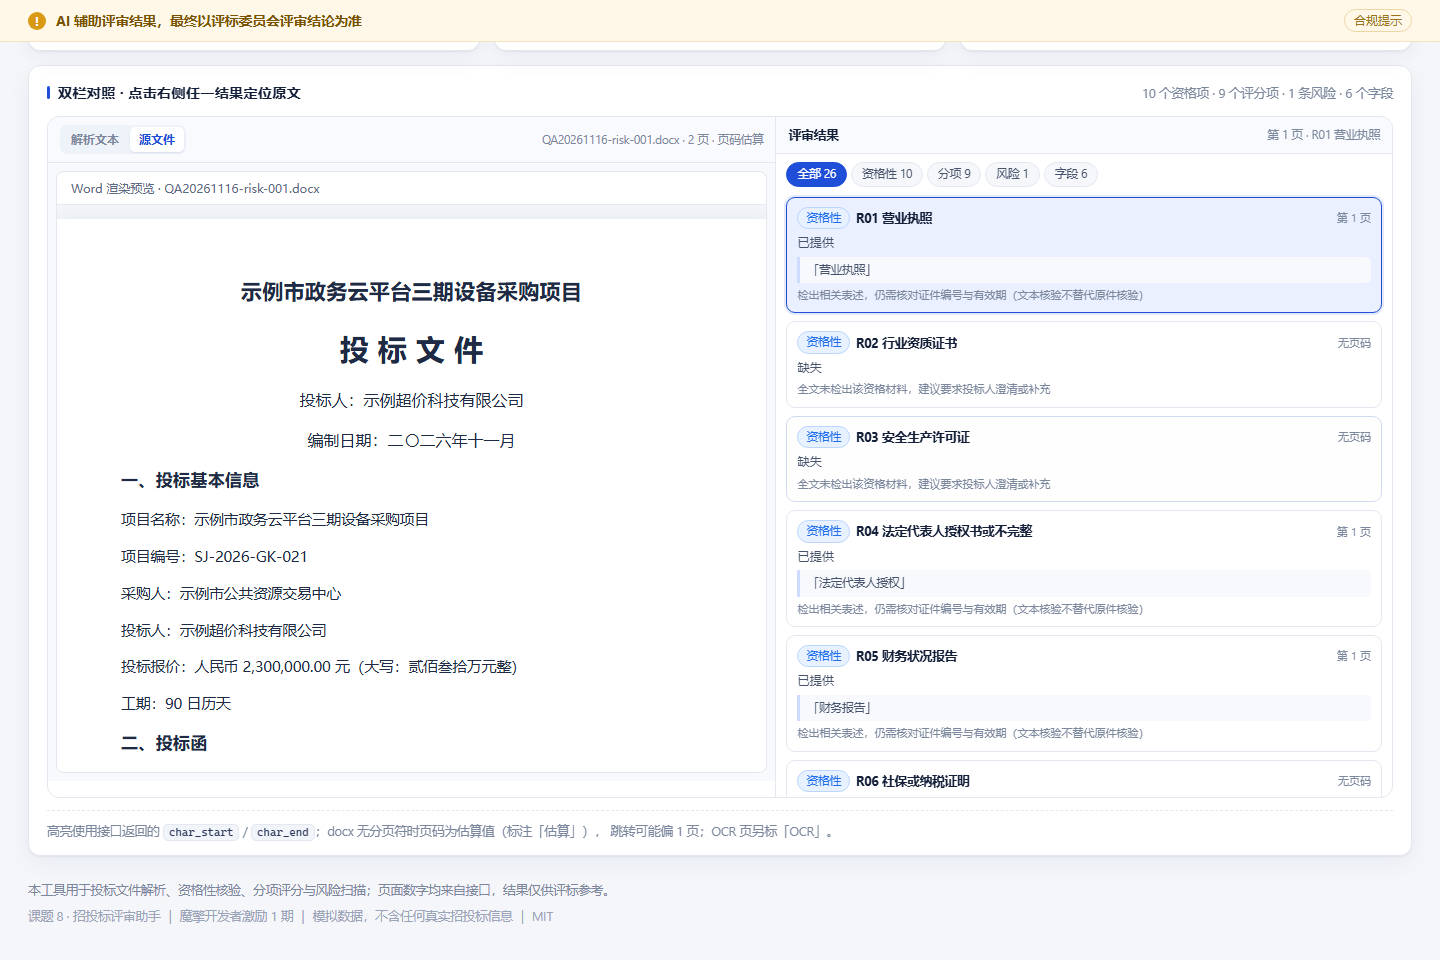 ! AI 辅助评审结果，最终以评标委员会评审结论为准
合规提示
双栏对照 · 点击右侧任一结果定位原文
10 个资格项 · 9 个评分项 · 1 条风险 · 6 个字段
解析文本 源文件
QA20261116-risk-001.docx · 2 页 · 页码估算
Word 渲染预览 · QA20261116-risk-001.docx
示例市政务云平台三期设备采购项目
投 标 文 件
投标人：示例超价科技有限公司
编制日期：二〇二六年十一月
一、投标基本信息
项目名称：示例市政务云平台三期设备采购项目
项目编号：SJ-2026-GK-021
采购人：示例市公共资源交易中心
投标人：示例超价科技有限公司
投标报价：人民币 2,300,000.00 元（大写：贰佰叁拾万元整）
工期：90 日历天
二、投标函
评审结果
第 1 页 · R01 营业执照
全部 26 资格性 10 分项 9 风险 1 字段 6
资格性 R01 营业执照 第 1 页
已提供
「营业执照」
检出相关表述，仍需核对证件编号与有效期（文本核验不替代原件核验）
资格性 R02 行业资质证书 无页码
缺失
全文未检出该资格材料，建议要求投标人澄清或补充
资格性 R03 安全生产许可证 无页码
缺失
全文未检出该资格材料，建议要求投标人澄清或补充
资格性 R04 法定代表人授权书或不完整 第 1 页
已提供
「法定代表人授权」
检出相关表述，仍需核对证件编号与有效期（文本核验不替代原件核验）
资格性 R05 财务状况报告 第 1 页
已提供
「财务报告」
检出相关表述，仍需核对证件编号与有效期（文本核验不替代原件核验）
资格性 R06 社保或纳税证明 无页码
高亮使用接口返回的 char_start / char_end；docx 无分页符时页码为估算值（标注「估算」），跳转可能偏 1 页；OCR 页另标「OCR」。
本工具用于投标文件解析、资格性核验、分项评分与风险扫描；页面数字均来自接口，结果仅供评标参考。
课题 8 · 招投标评审助手 | 魔擎开发者激励 1 期 | 模拟数据，不含任何真实招投标信息 | MIT